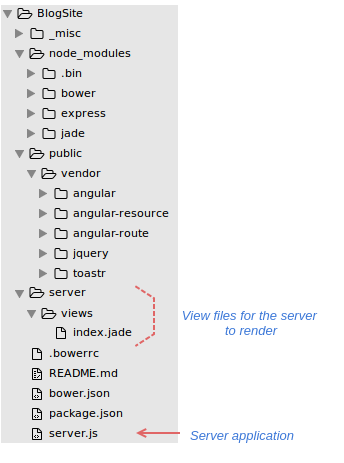 BlogSite
_misc
node_modules
.bin
bower
express
jade
public
vendor
angular
angular-resource
angular-route
jquery
toastr
server
views
index.jade
View files for the server
to render
.bowerrc
README.md
bower.json
package.json
server.js
Server application